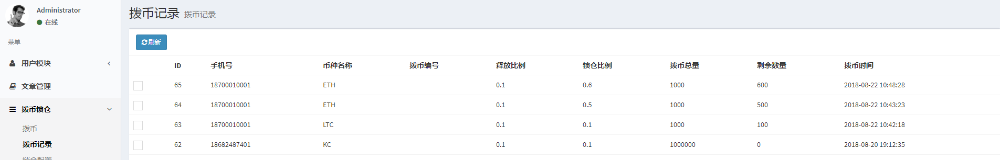 Administrator
在线
菜单
用户模块
文章管理
拨币锁仓
拨币
拨币记录
锁仓配置
拨币记录 拨币记录
刷新
ID 手机号 币种名称 拨币编号 释放比例 锁仓比例 拨币总量 剩余数量 拨币时间
65 18700010001 ETH 0.1 0.6 1000 600 2018-08-22 10:48:28
64 18700010001 ETH 0.1 0.5 1000 500 2018-08-22 10:43:23
63 18700010001 LTC 0.1 0.1 1000 100 2018-08-22 10:42:18
62 18682487401 KC 0.1 0.1 1000000 0 2018-08-20 19:12:35